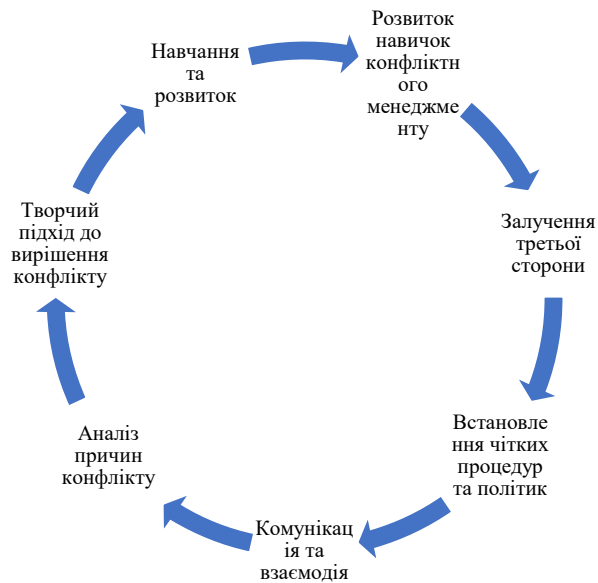 Розвиток
навичок
конфліктн
ого
менеджме
нту
Залучення
третьої
сторони
Встановле
ння чітких
процедур
та політик
Комунікац
ія та
взаємодія
Аналіз
причин
конфлікту
Творчий
підхід до
вирішення
конфлікту
Навчання
та
розвиток